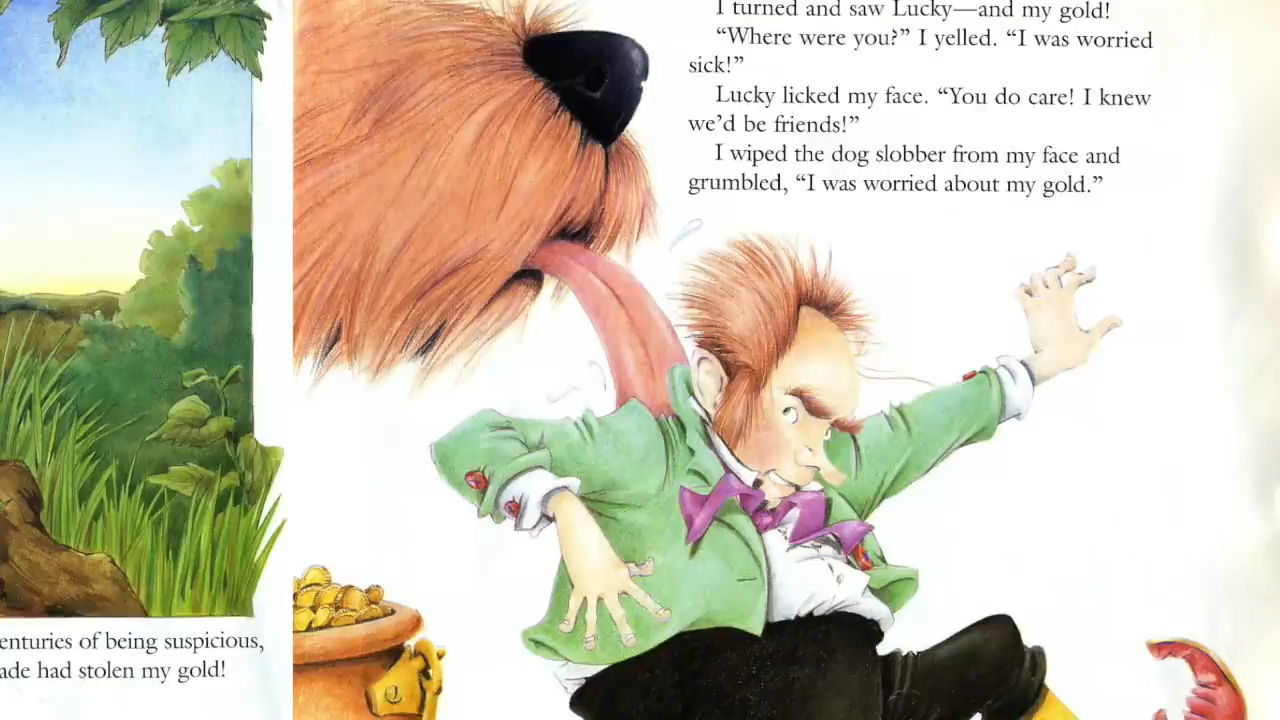 enturies of being suspicious,
ade had stolen my gold!
I turned and saw Lucky—and my gold!
“Where were you?” I yelled. “I was worried
sick!”
Lucky licked my face. “You do care! I knew
we’d be friends!”
I wiped the dog slobber from my face and
grumbled, “I was worried about my gold.”